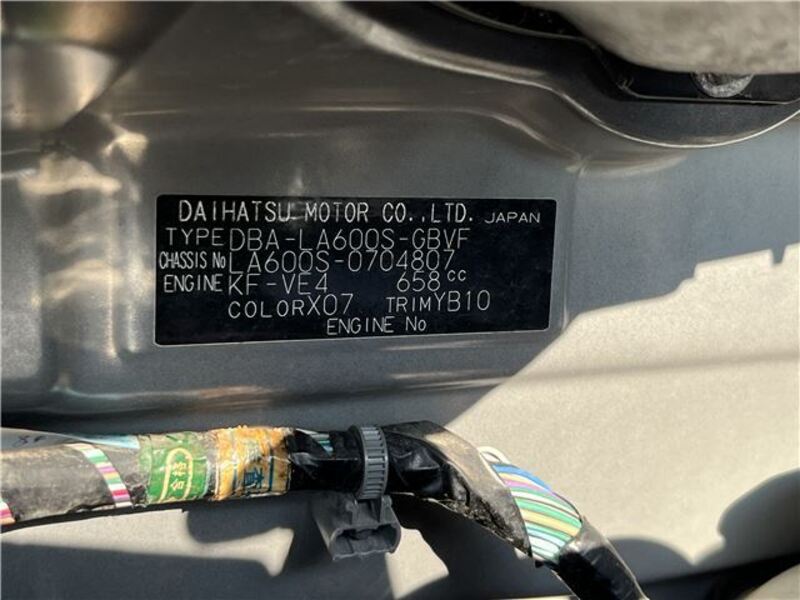 DAIHATSU MOTOR CO.,LTD. JAPAN
TYPE DBA-LA600S-GBVF
CHASSIS No LA600S-0704807
ENGINE KF-VE4 658cc
COLOR X07 TRIM YB10
ENGINE No